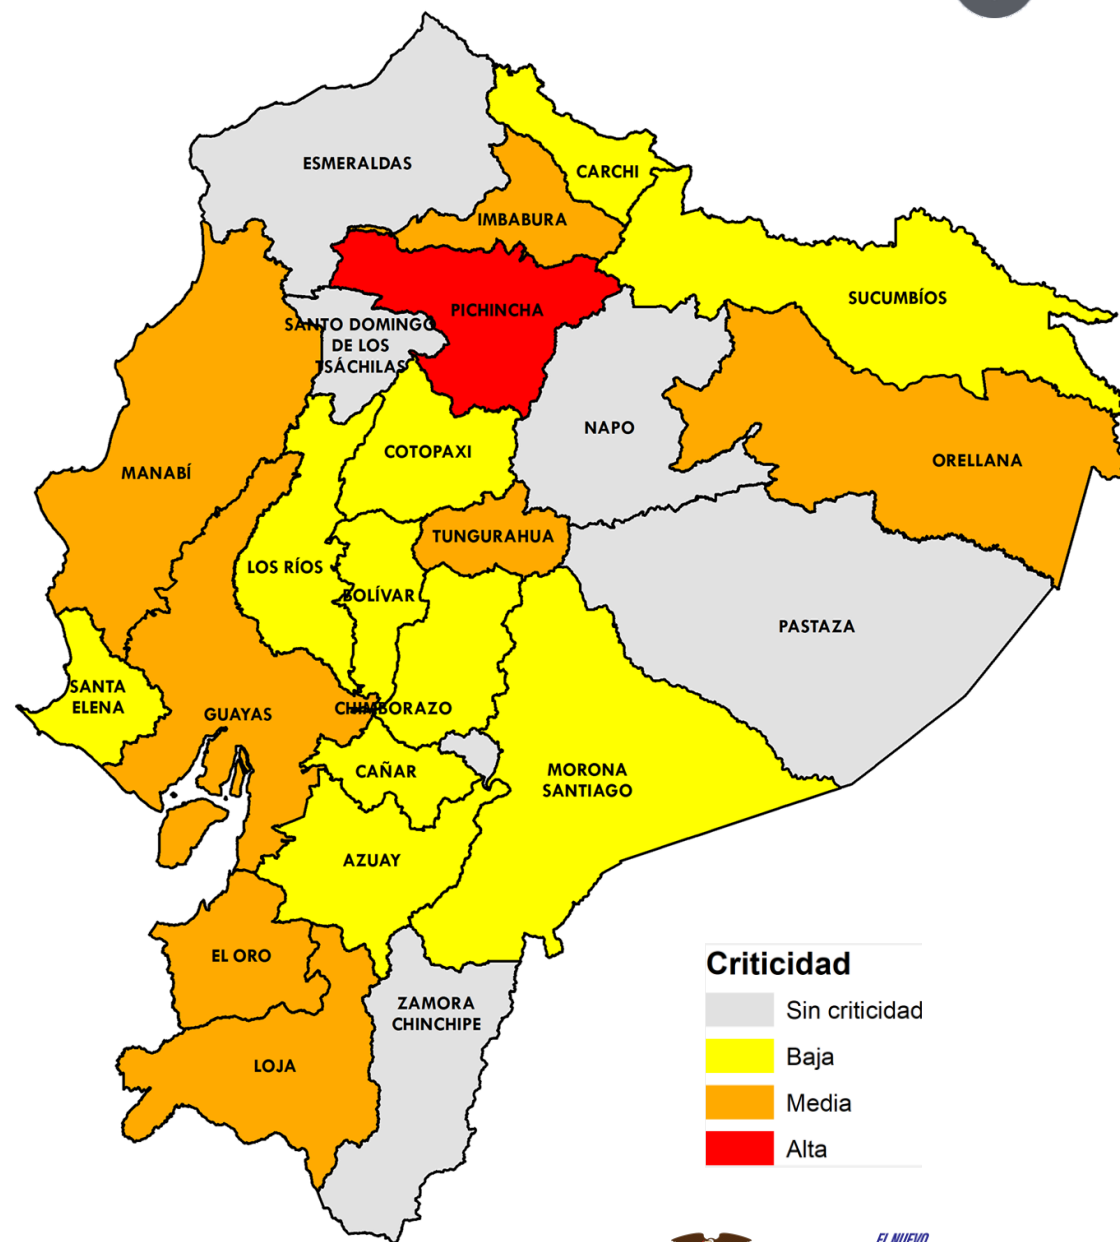 ESMERALDAS
CARCHI
IMBABURA
SUCUMBÍOS
PICHINCHA
SANTO DOMINGO
DE LOS
TSÁCHILAS
NAPO
COTOPAXI
ORELLANA
MANABÍ
TUNGURAHUA
LOS RÍOS
BOLÍVAR
PASTAZA
SANTA
ELENA
GUAYAS
CHIMBORAZO
CAÑAR
MORONA
SANTIAGO
AZUAY
EL ORO
ZAMORA
CHINCHIPE
LOJA
Criticidad
Sin criticidad
Baja
Media
Alta
EL NUEVO